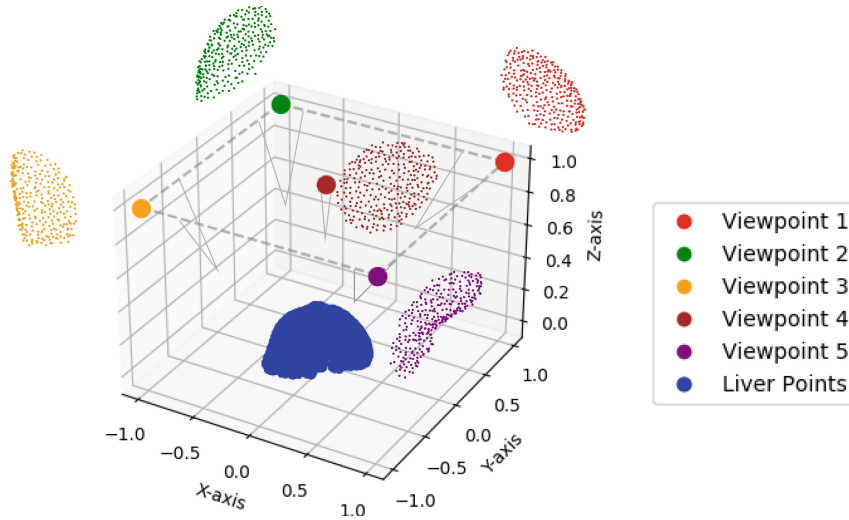 1.0
0.8
0.6
0.4
0.2
0.0
Z-axis
−1.0
−0.5
0.0
0.5
1.0
X-axis
−1.0
−0.5
0.0
0.5
1.0
Y-axis
Viewpoint 1
Viewpoint 2
Viewpoint 3
Viewpoint 4
Viewpoint 5
Liver Points